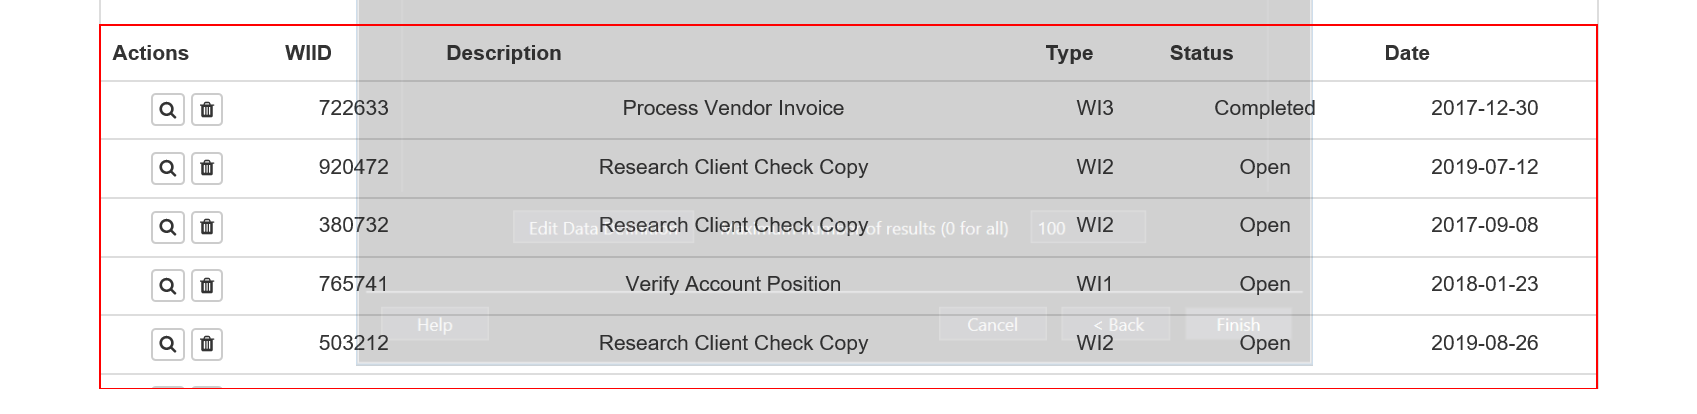 Actions WIID Description Type Status Date
722633 Process Vendor Invoice WI3 Completed 2017-12-30
920472 Research Client Check Copy WI2 Open 2019-07-12
380732 Research Client Check Copy WI2 Open 2017-09-08
Edit Data of results (0 for all) 100
765741 Verify Account Position WI1 Open 2018-01-23
Help Cancel < Back Finish
503212 Research Client Check Copy WI2 Open 2019-08-26